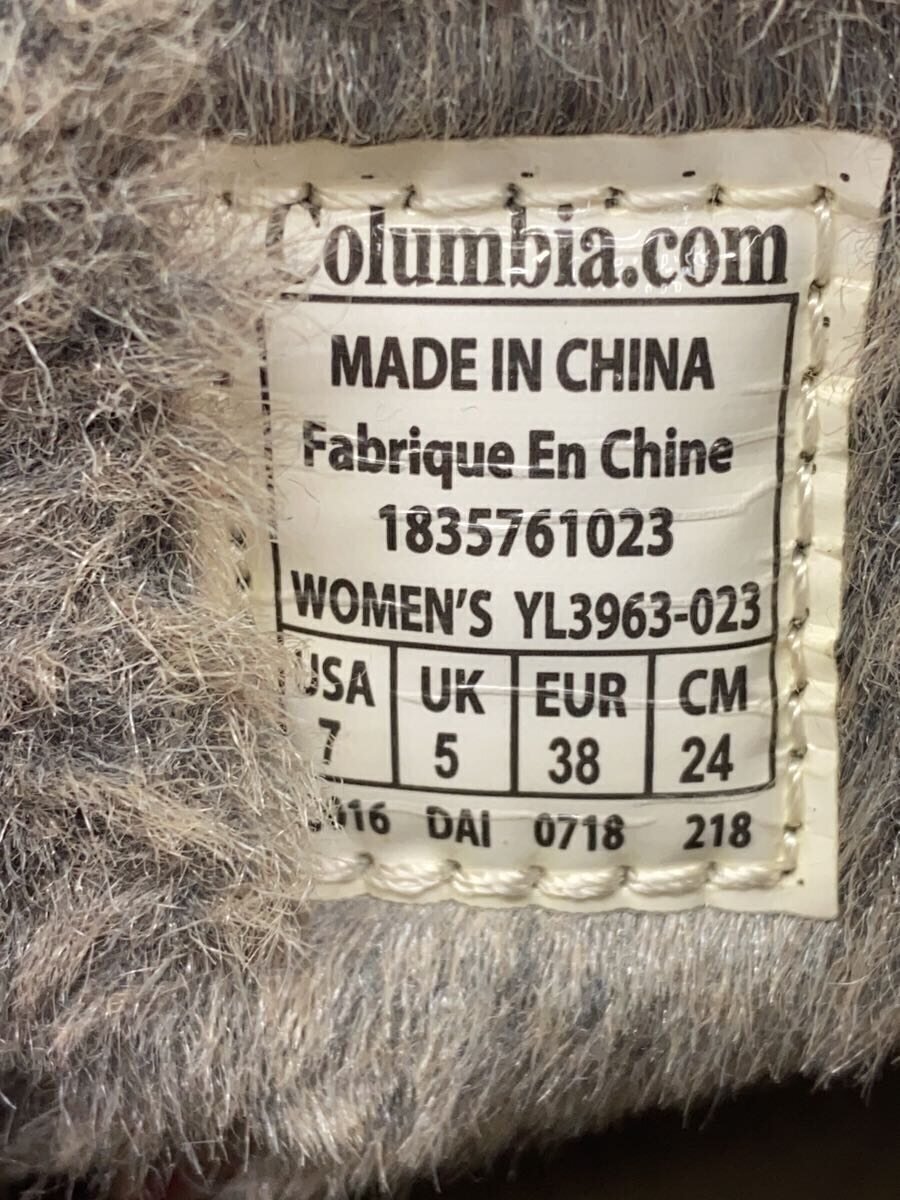 Columbia.com
MADE IN CHINA
Fabrique En Chine
1835761023
WOMEN'S YL3963-023
USA UK EUR CM
7 5 38 24
DAI 0718 218